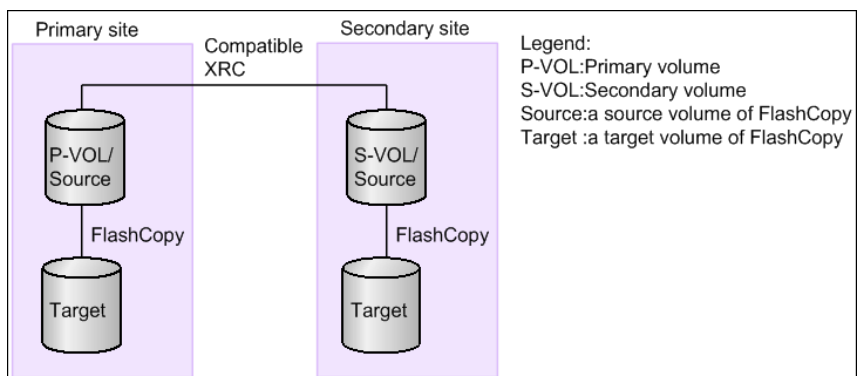 Primary site
Compatible
XRC
Secondary site
P-VOL/
Source
S-VOL/
Source
FlashCopy
FlashCopy
Target
Target
Legend:
P-VOL:Primary volume
S-VOL:Secondary volume
Source:a source volume of FlashCopy
Target :a target volume of FlashCopy